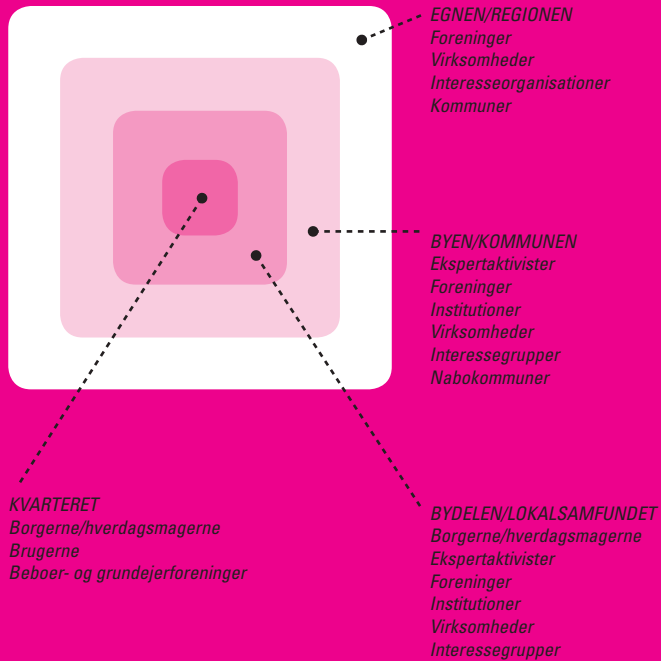 EGNEN/REGIONEN
Foreninger
Virksomheder
Interesseorganisationer
Kommuner
BYEN/KOMMUNEN
Ekspertaktivister
Foreninger
Institutioner
Virksomheder
Interessegrupper
Nabokommuner
KVARTERET
Borgerne/hverdagsmagerne
Brugerne
Beboer- og grundejerforeninger
BYDELEN/LOKALSAMFUNDET
Borgerne/hverdagsmagerne
Ekspertaktivister
Foreninger
Institutioner
Virksomheder
Interessegrupper